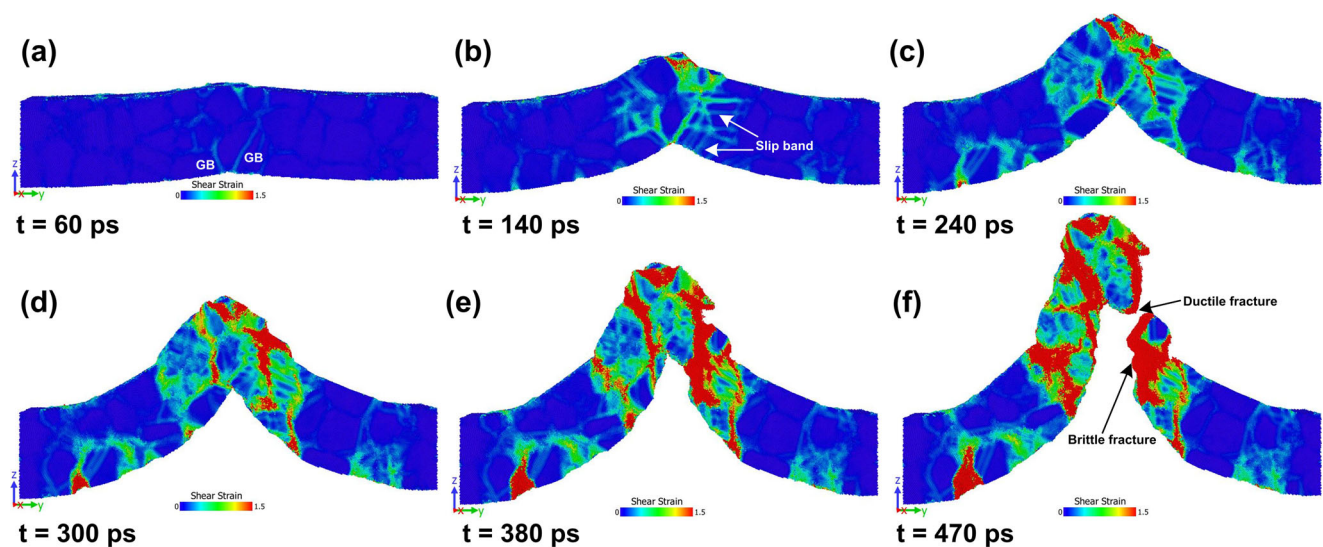 (a)
GB
GB
z
x
y
Shear Strain
0
1.5
t = 60 ps
(b)
Slip band
z
x
y
Shear Strain
0
1.5
t = 140 ps
(c)
z
x
y
Shear Strain
0
1.5
t = 240 ps
(d)
z
x
y
Shear Strain
0
1.5
t = 300 ps
(e)
z
x
y
Shear Strain
0
1.5
t = 380 ps
(f)
Ductile fracture
Brittle fracture
z
x
y
Shear Strain
0
1.5
t = 470 ps